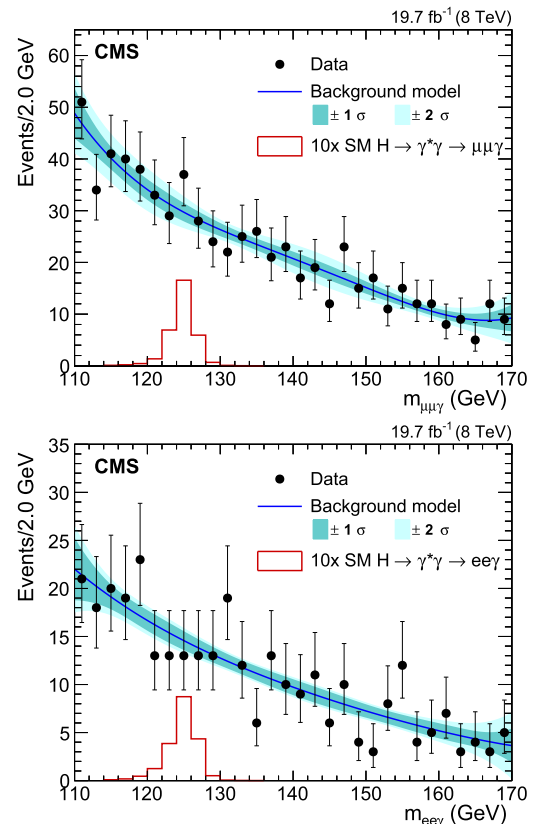 19.7 fb⁻¹ (8 TeV)
CMS
Data
Background model
± 1 σ ± 2 σ
10x SM H → γ*γ → μμγ
Events/2.0 GeV
60
50
40
30
20
10
0
110 120 130 140 150 160 170
m_μμγ (GeV)
19.7 fb⁻¹ (8 TeV)
CMS
Data
Background model
± 1 σ ± 2 σ
10x SM H → γ*γ → eeγ
Events/2.0 GeV
35
30
25
20
15
10
5
0
110 120 130 140 150 160 170
m_eeγ (GeV)